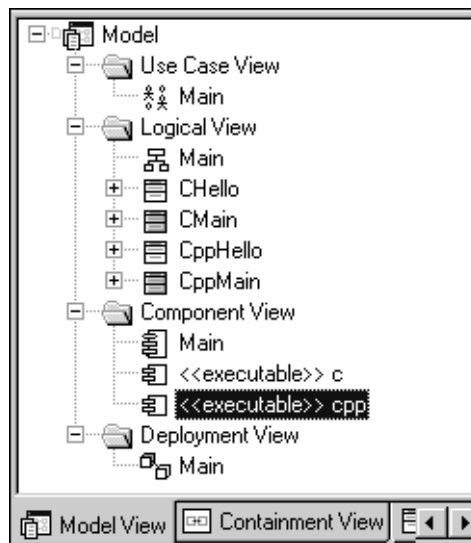 Model
Use Case View
Main
Logical View
Main
CHello
CMain
CppHello
CppMain
Component View
Main
<<executable>> c
<<executable>> cpp
Deployment View
Main
Model View Containment View